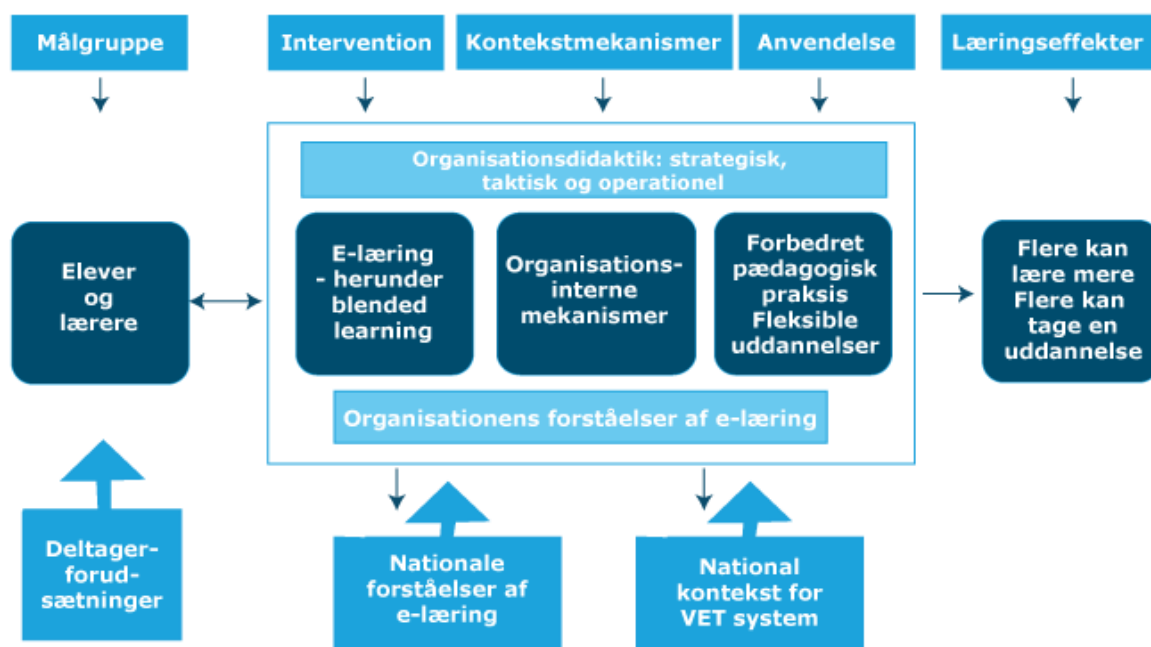 Målgruppe
Intervention
Kontekstmekanismer
Anvendelse
Læringseffekter
Organisationsdidaktik: strategisk,
taktisk og operationel
Elever
og
lærere
E-læring
- herunder
blended
learning
Organisations-
interne
mekanismer
Forbedret
pædagogisk
praksis
Fleksible
uddannelser
Flere kan
lære mere
Flere kan
tage en
uddannelse
Organisationens forståelser af e-læring
Deltager-
forud-
sætninger
Nationale
forståelser af
e-læring
National
kontekst for
VET system